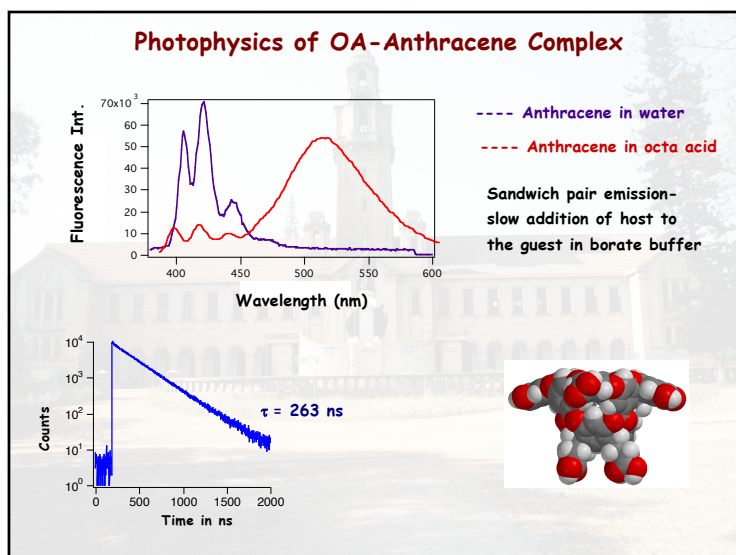 Photophysics of OA-Anthracene Complex
Fluorescence Int.
70x10³
60
50
40
30
20
10
0
400
450
500
550
600
Wavelength (nm)
---- Anthracene in water
---- Anthracene in octa acid
Sandwich pair emission-
slow addition of host to
the guest in borate buffer
Counts
10⁴
10³
10²
10¹
10⁰
τ = 263 ns
0
500
1000
1500
2000
Time in ns